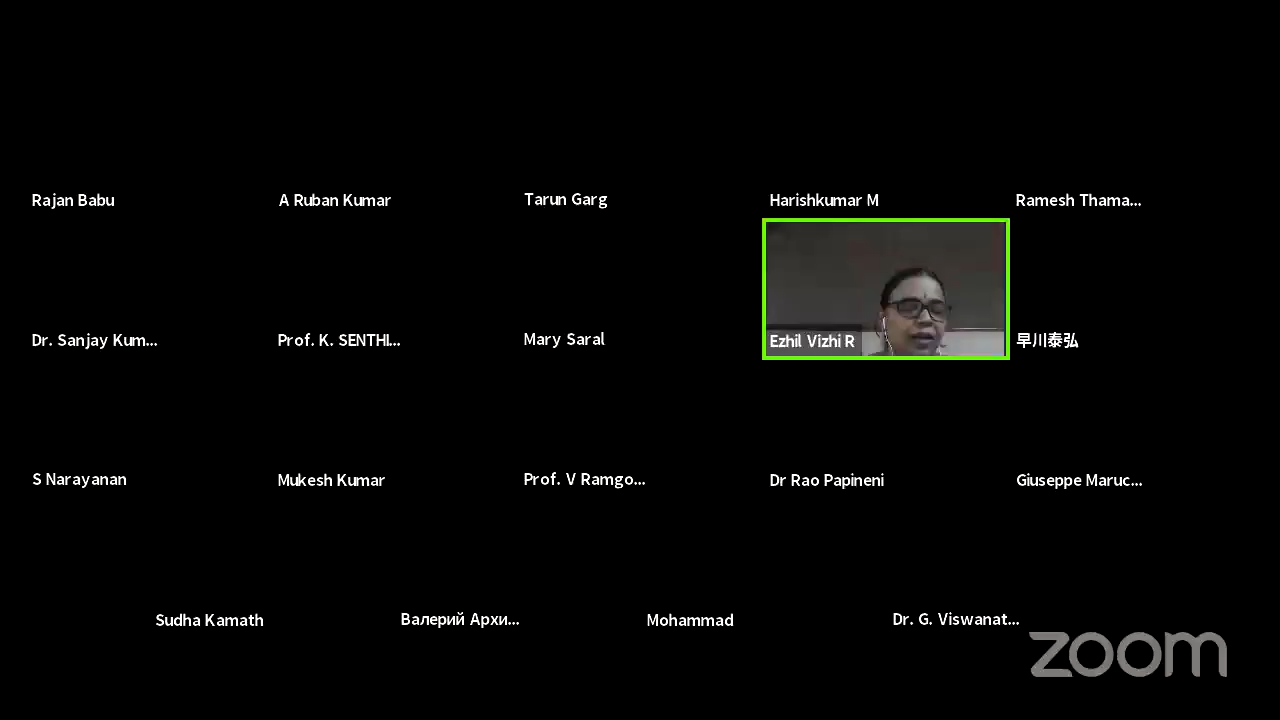 Rajan Babu
A Ruban Kumar
Tarun Garg
Harishkumar M
Ramesh Thama...
Dr. Sanjay Kum...
Prof. K. SENTHI...
Mary Saral
Ezhil Vizhi R
早川泰弘
S Narayanan
Mukesh Kumar
Prof. V Ramgo...
Dr Rao Papineni
Giuseppe Maruc...
Sudha Kamath
Валерий Архи...
Mohammad
Dr. G. Viswanat...
zoom